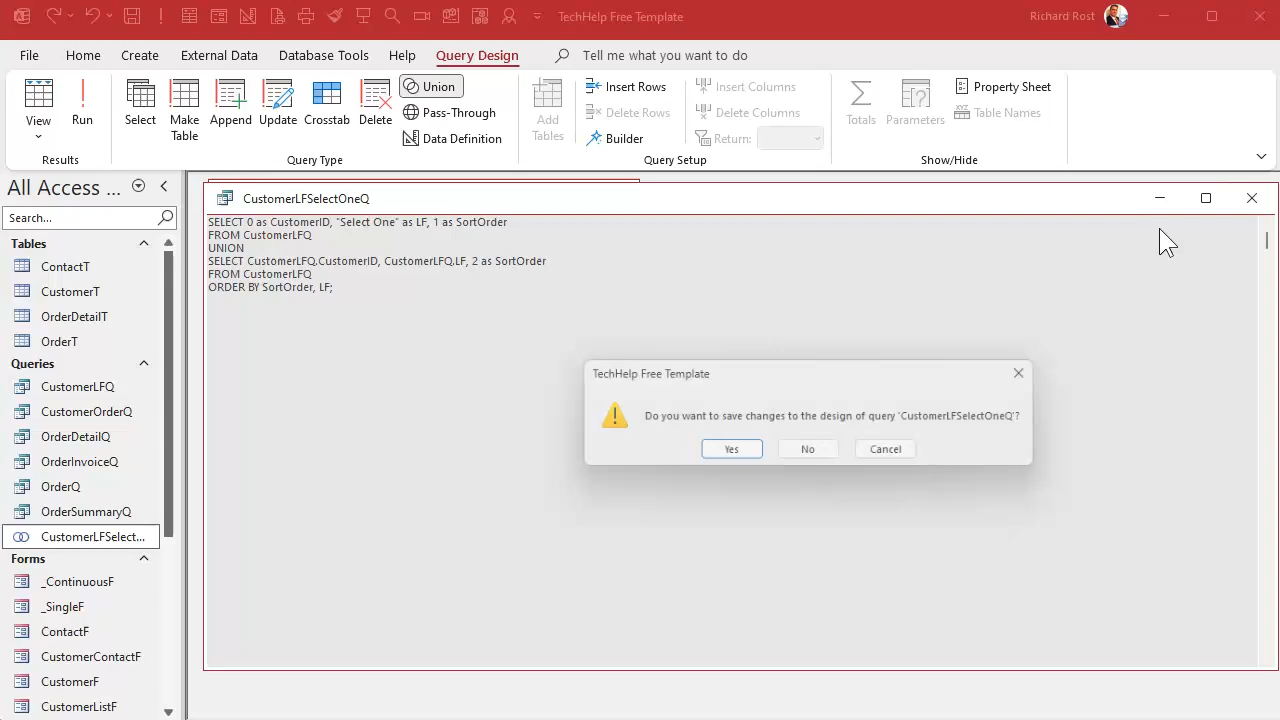 TechHelp Free Template
Richard Rost
File
Home
Create
External Data
Database Tools
Help
Query Design
Tell me what you want to do
View
Run
Results
Select
Make Table
Append
Update
Crosstab
Delete
Union
Pass-Through
Data Definition
Query Type
Add Tables
Insert Rows
Delete Rows
Builder
Insert Columns
Delete Columns
Return:
Query Setup
Totals
Parameters
Property Sheet
Table Names
Show/Hide
All Access ...
Search...
Tables
ContactT
CustomerT
OrderDetailT
OrderT
Queries
CustomerLFQ
CustomerOrderQ
OrderDetailQ
OrderInvoiceQ
OrderQ
OrderSummaryQ
CustomerLFSelect...
Forms
_ContinuousF
_SingleF
ContactF
CustomerContactF
CustomerF
CustomerListF
CustomerLFSelectOneQ
SELECT 0 as CustomerID, "Select One" as LF, 1 as SortOrder
FROM CustomerLFQ
UNION
SELECT CustomerLFQ.CustomerID, CustomerLFQ.LF, 2 as SortOrder
FROM CustomerLFQ
ORDER BY SortOrder, LF;
TechHelp Free Template
Do you want to save changes to the design of query 'CustomerLFSelectOneQ'?
Yes
No
Cancel